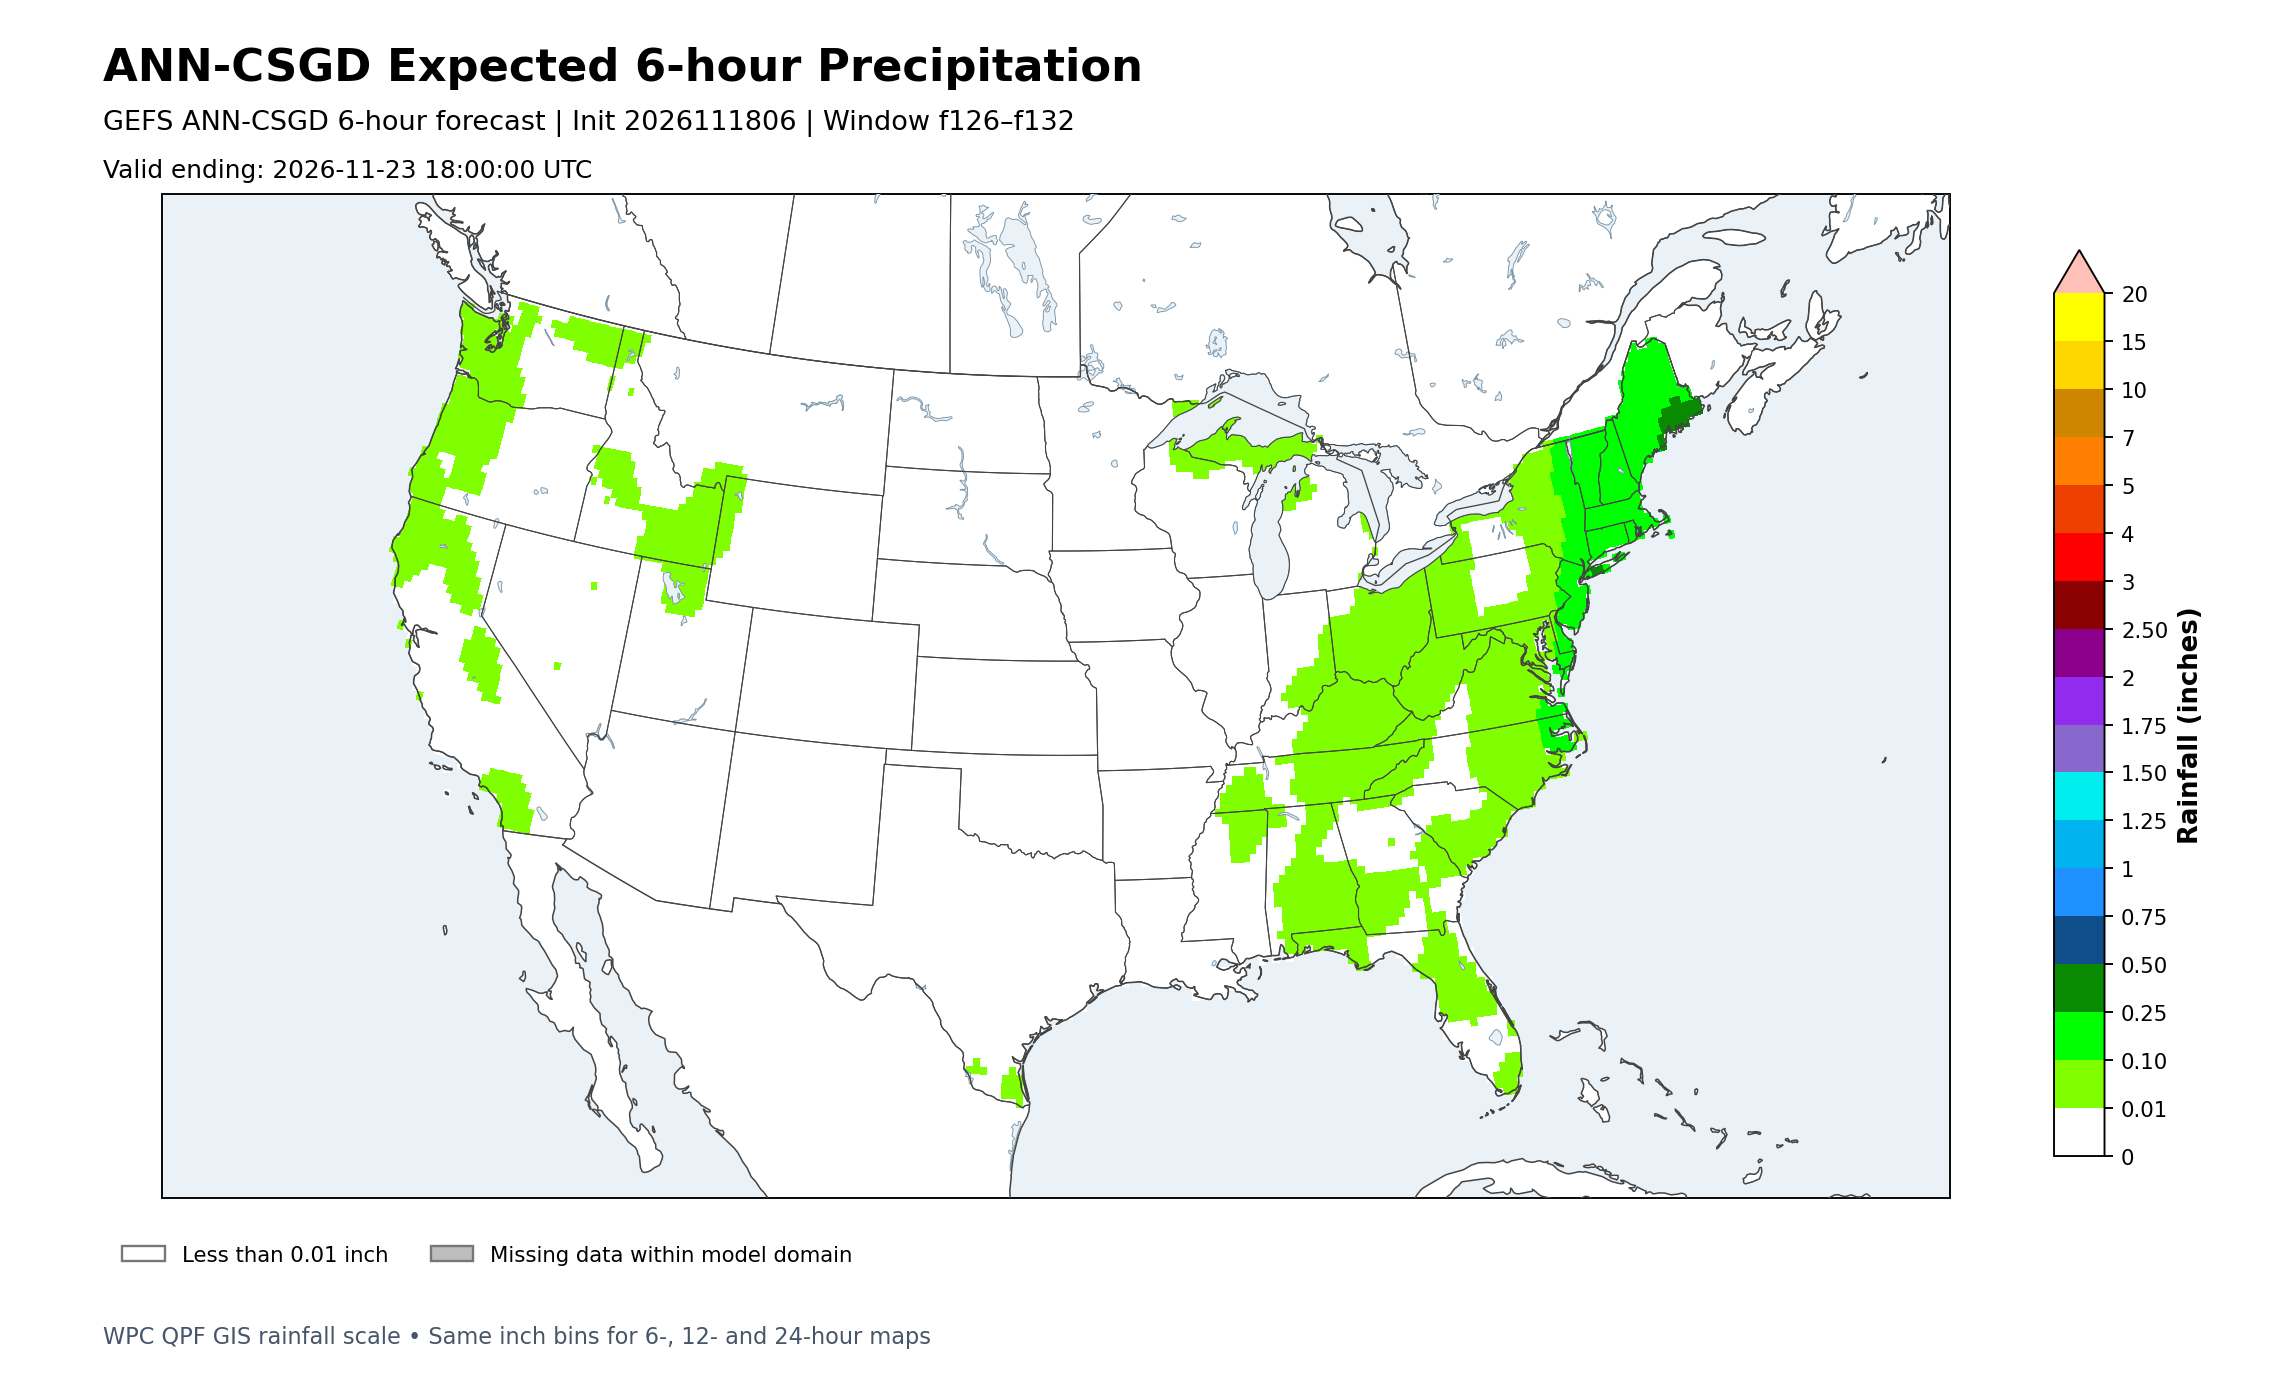 ANN-CSGD Expected 6-hour Precipitation
GEFS ANN-CSGD 6-hour forecast | Init 2026111806 | Window f126–f132
Valid ending: 2026-11-23 18:00:00 UTC
20
15
10
7
5
4
3
2.50
2
1.75
1.50
1.25
1
0.75
0.50
0.25
0.10
0.01
0
Rainfall (inches)
Less than 0.01 inch
Missing data within model domain
WPC QPF GIS rainfall scale • Same inch bins for 6-, 12- and 24-hour maps